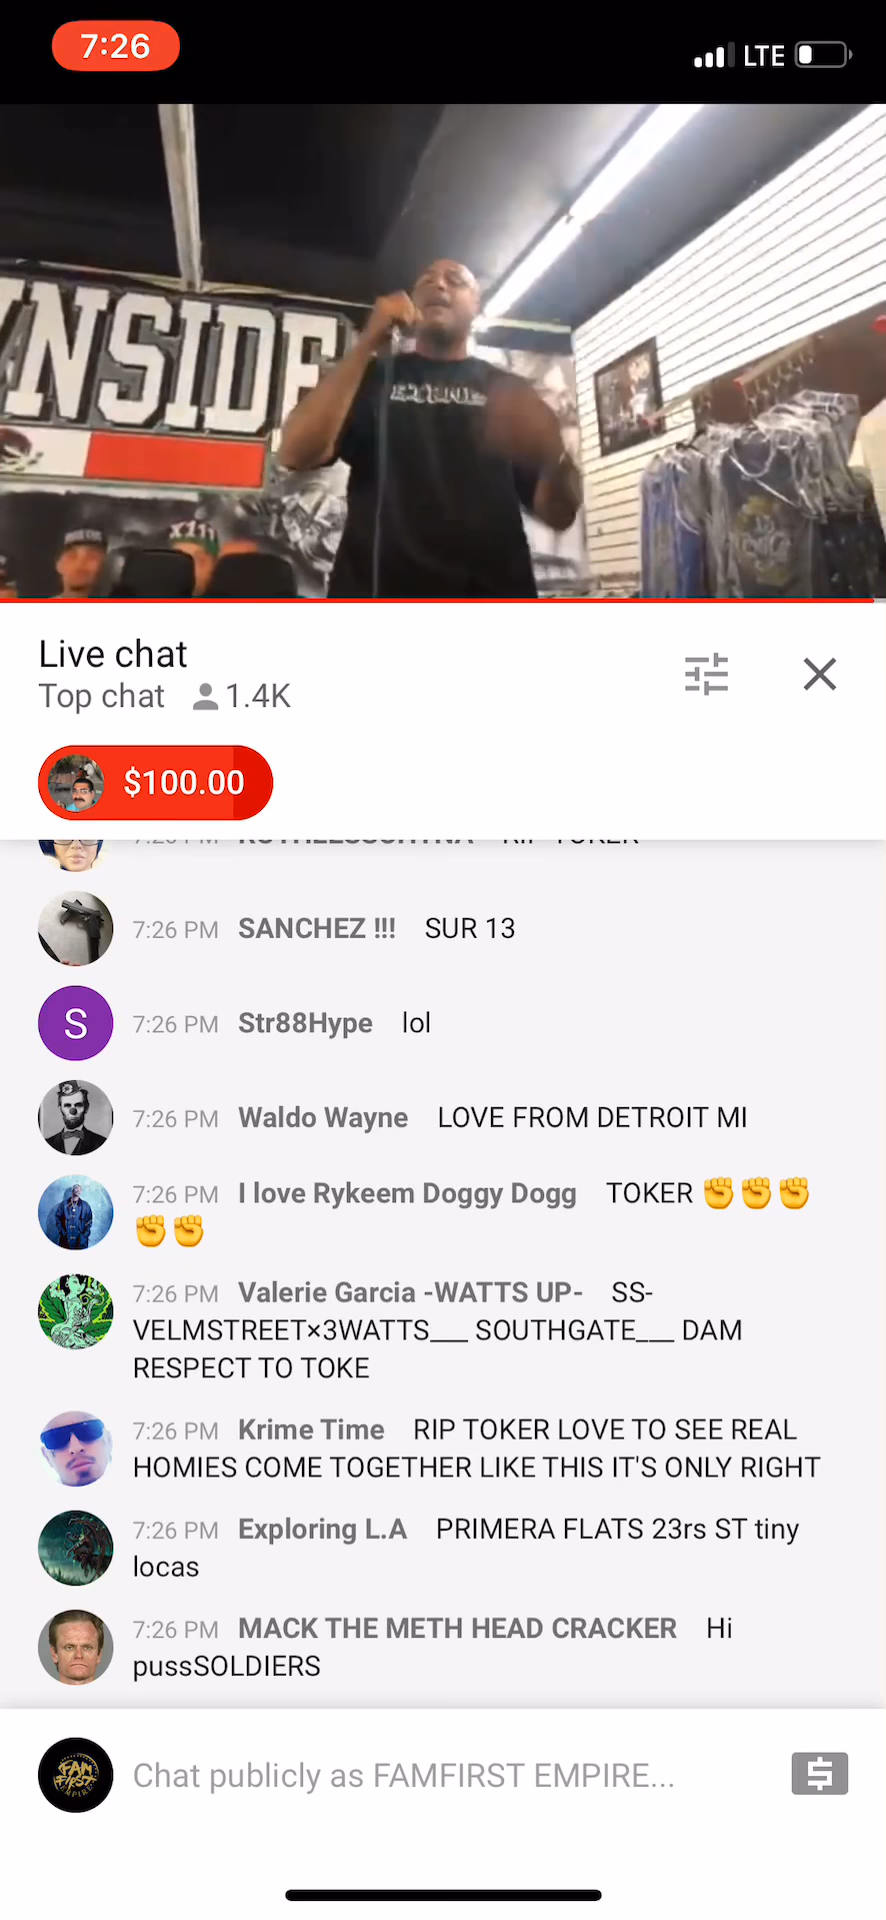 7:26
LTE
NSIDE
x111
Live chat
Top chat 1.4K
$100.00
7:26 PM SANCHEZ !!! SUR 13
S
7:26 PM Str88Hype lol
7:26 PM Waldo Wayne LOVE FROM DETROIT MI
7:26 PM I love Rykeem Doggy Dogg TOKER ✊✊✊
✊✊
7:26 PM Valerie Garcia -WATTS UP- SS-
VELMSTREET×3WATTS___ SOUTHGATE___ DAM
RESPECT TO TOKE
7:26 PM Krime Time RIP TOKER LOVE TO SEE REAL
HOMIES COME TOGETHER LIKE THIS IT'S ONLY RIGHT
7:26 PM Exploring L.A PRIMERA FLATS 23rs ST tiny
locas
7:26 PM MACK THE METH HEAD CRACKER Hi
pussSOLDIERS
FAM FIRST EMPIRE
Chat publicly as FAMFIRST EMPIRE...
$